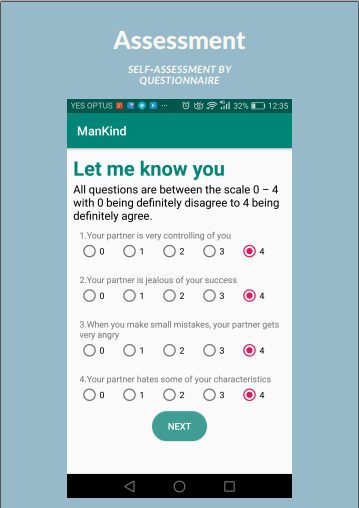 Assessment
SELF-ASSESSMENT BY
QUESTIONNAIRE
YES OPTUS ... 4G 32% 12:35
ManKind
Let me know you
All questions are between the scale 0 – 4
with 0 being definitely disagree to 4 being
definitely agree.
1.Your partner is very controlling of you
0 1 2 3 4
2.Your partner is jealous of your success
0 1 2 3 4
3.When you make small mistakes, your partner gets
very angry
0 1 2 3 4
4.Your partner hates some of your characteristics
0 1 2 3 4
NEXT